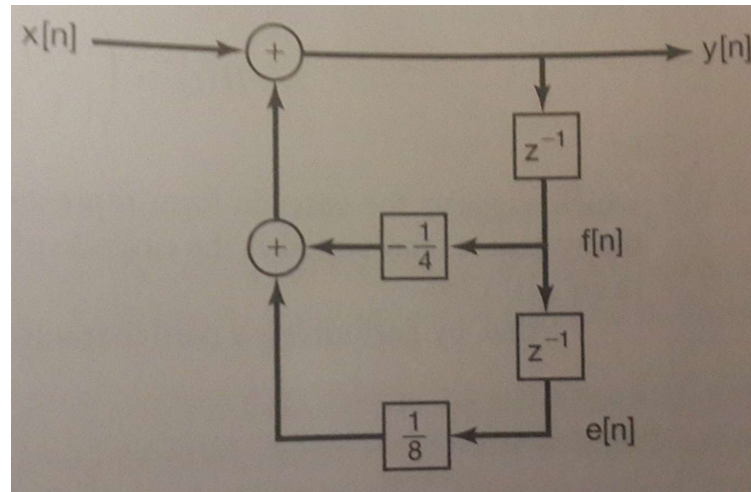 x[n] + y[n]
z⁻¹
+ -1/4 f[n]
z⁻¹
1/8 e[n]